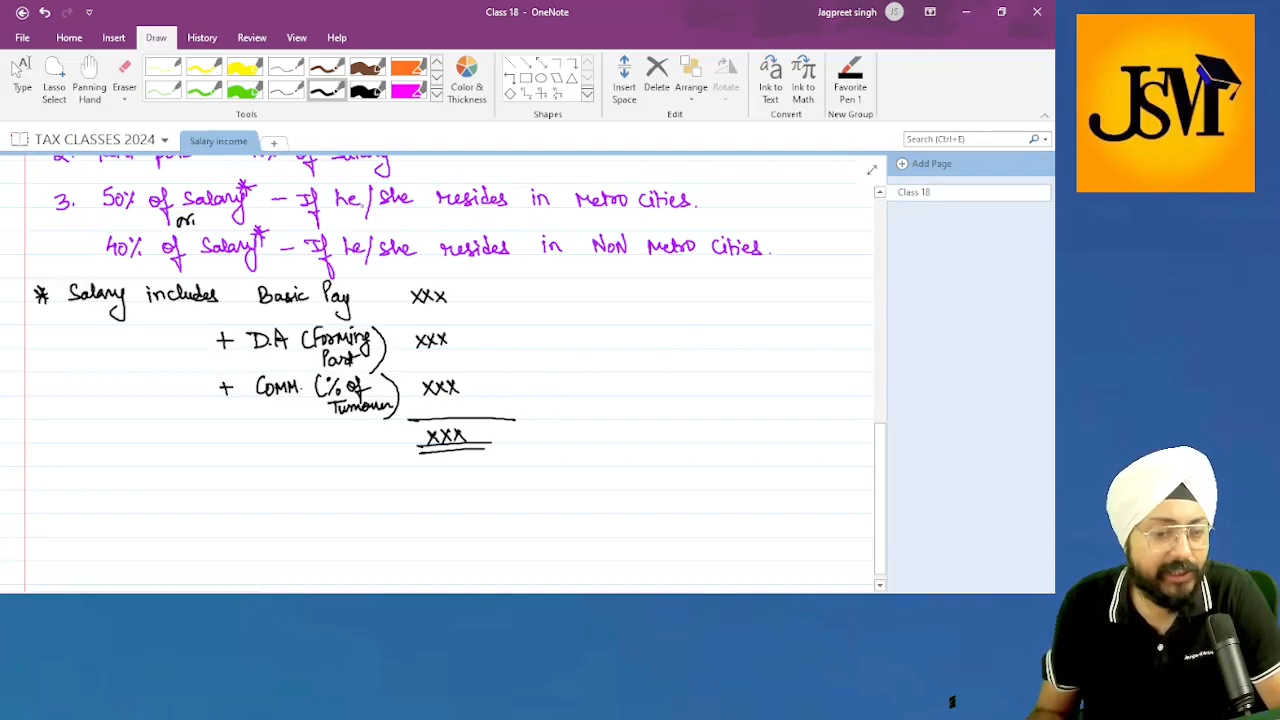 Class 18 - OneNote
Jagpreet singh JS
File Home Insert Draw History Review View Help
Type Lasso Select Panning Hand Eraser Color & Thickness Insert Space Delete Arrange Rotate Ink to Text Ink to Math Favorite Pen 1
Tools Shapes Edit Convert New Group
TAX CLASSES 2024 Salary income + Search (Ctrl+E)
Add Page
Class 18
JSM
of Salary
3. 50% of Salary* - If he/she resides in Metro Cities.
or
40% of Salary* - If he/she resides in NON Metro Cities.
* Salary includes Basic Pay xxx
+ D.A (Forming Part) xxx
+ COMM. (% of Turnover) xxx
xxx